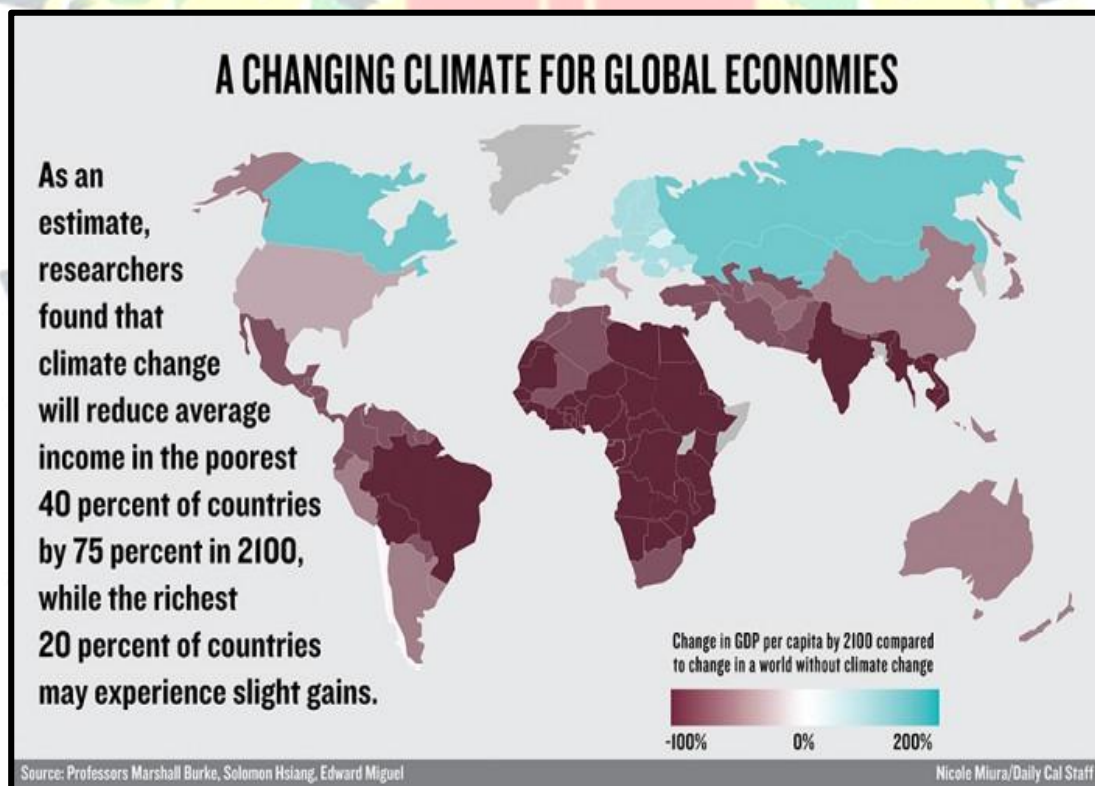 A CHANGING CLIMATE FOR GLOBAL ECONOMIES
As an
estimate,
researchers
found that
climate change
will reduce average
income in the poorest
40 percent of countries
by 75 percent in 2100,
while the richest
20 percent of countries
may experience slight gains.
Change in GDP per capita by 2100 compared
to change in a world without climate change
-100% 0% 200%
Source: Professors Marshall Burke, Solomon Hsiang, Edward Miguel
Nicole Miura/Daily Cal Staff